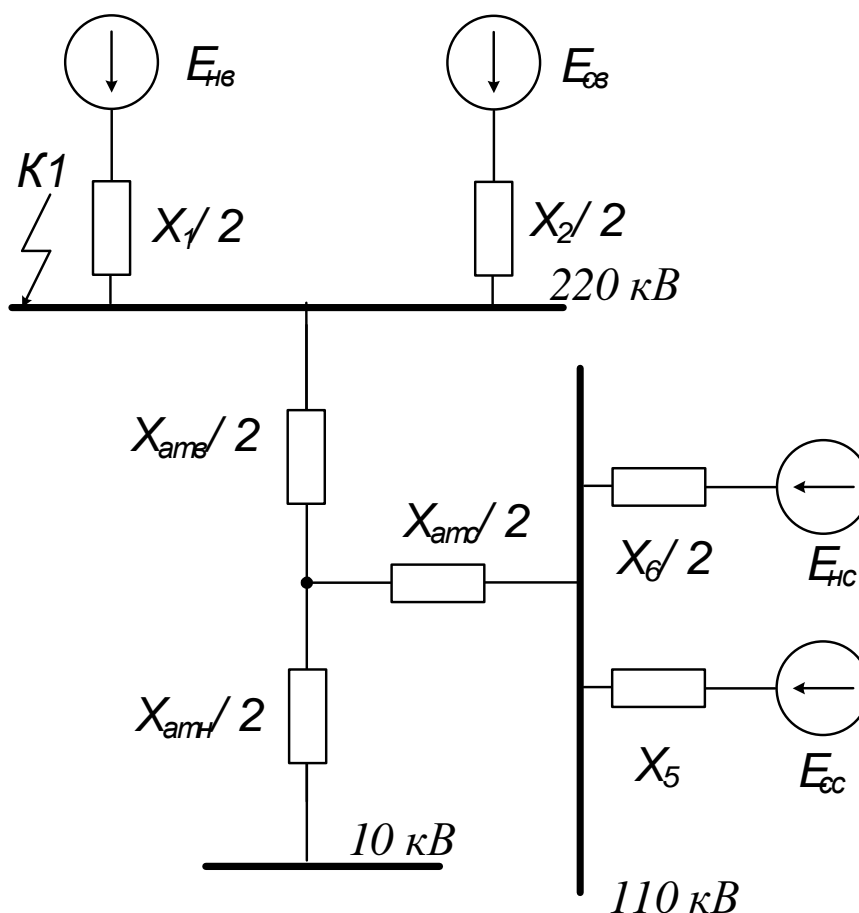 Eнв
Eсв
К1
X1/ 2
X2/ 2
220 кВ
Xатв/ 2
Xатс/ 2
X6/ 2
Eнс
Xатн/ 2
X5
Eсс
10 кВ
110 кВ